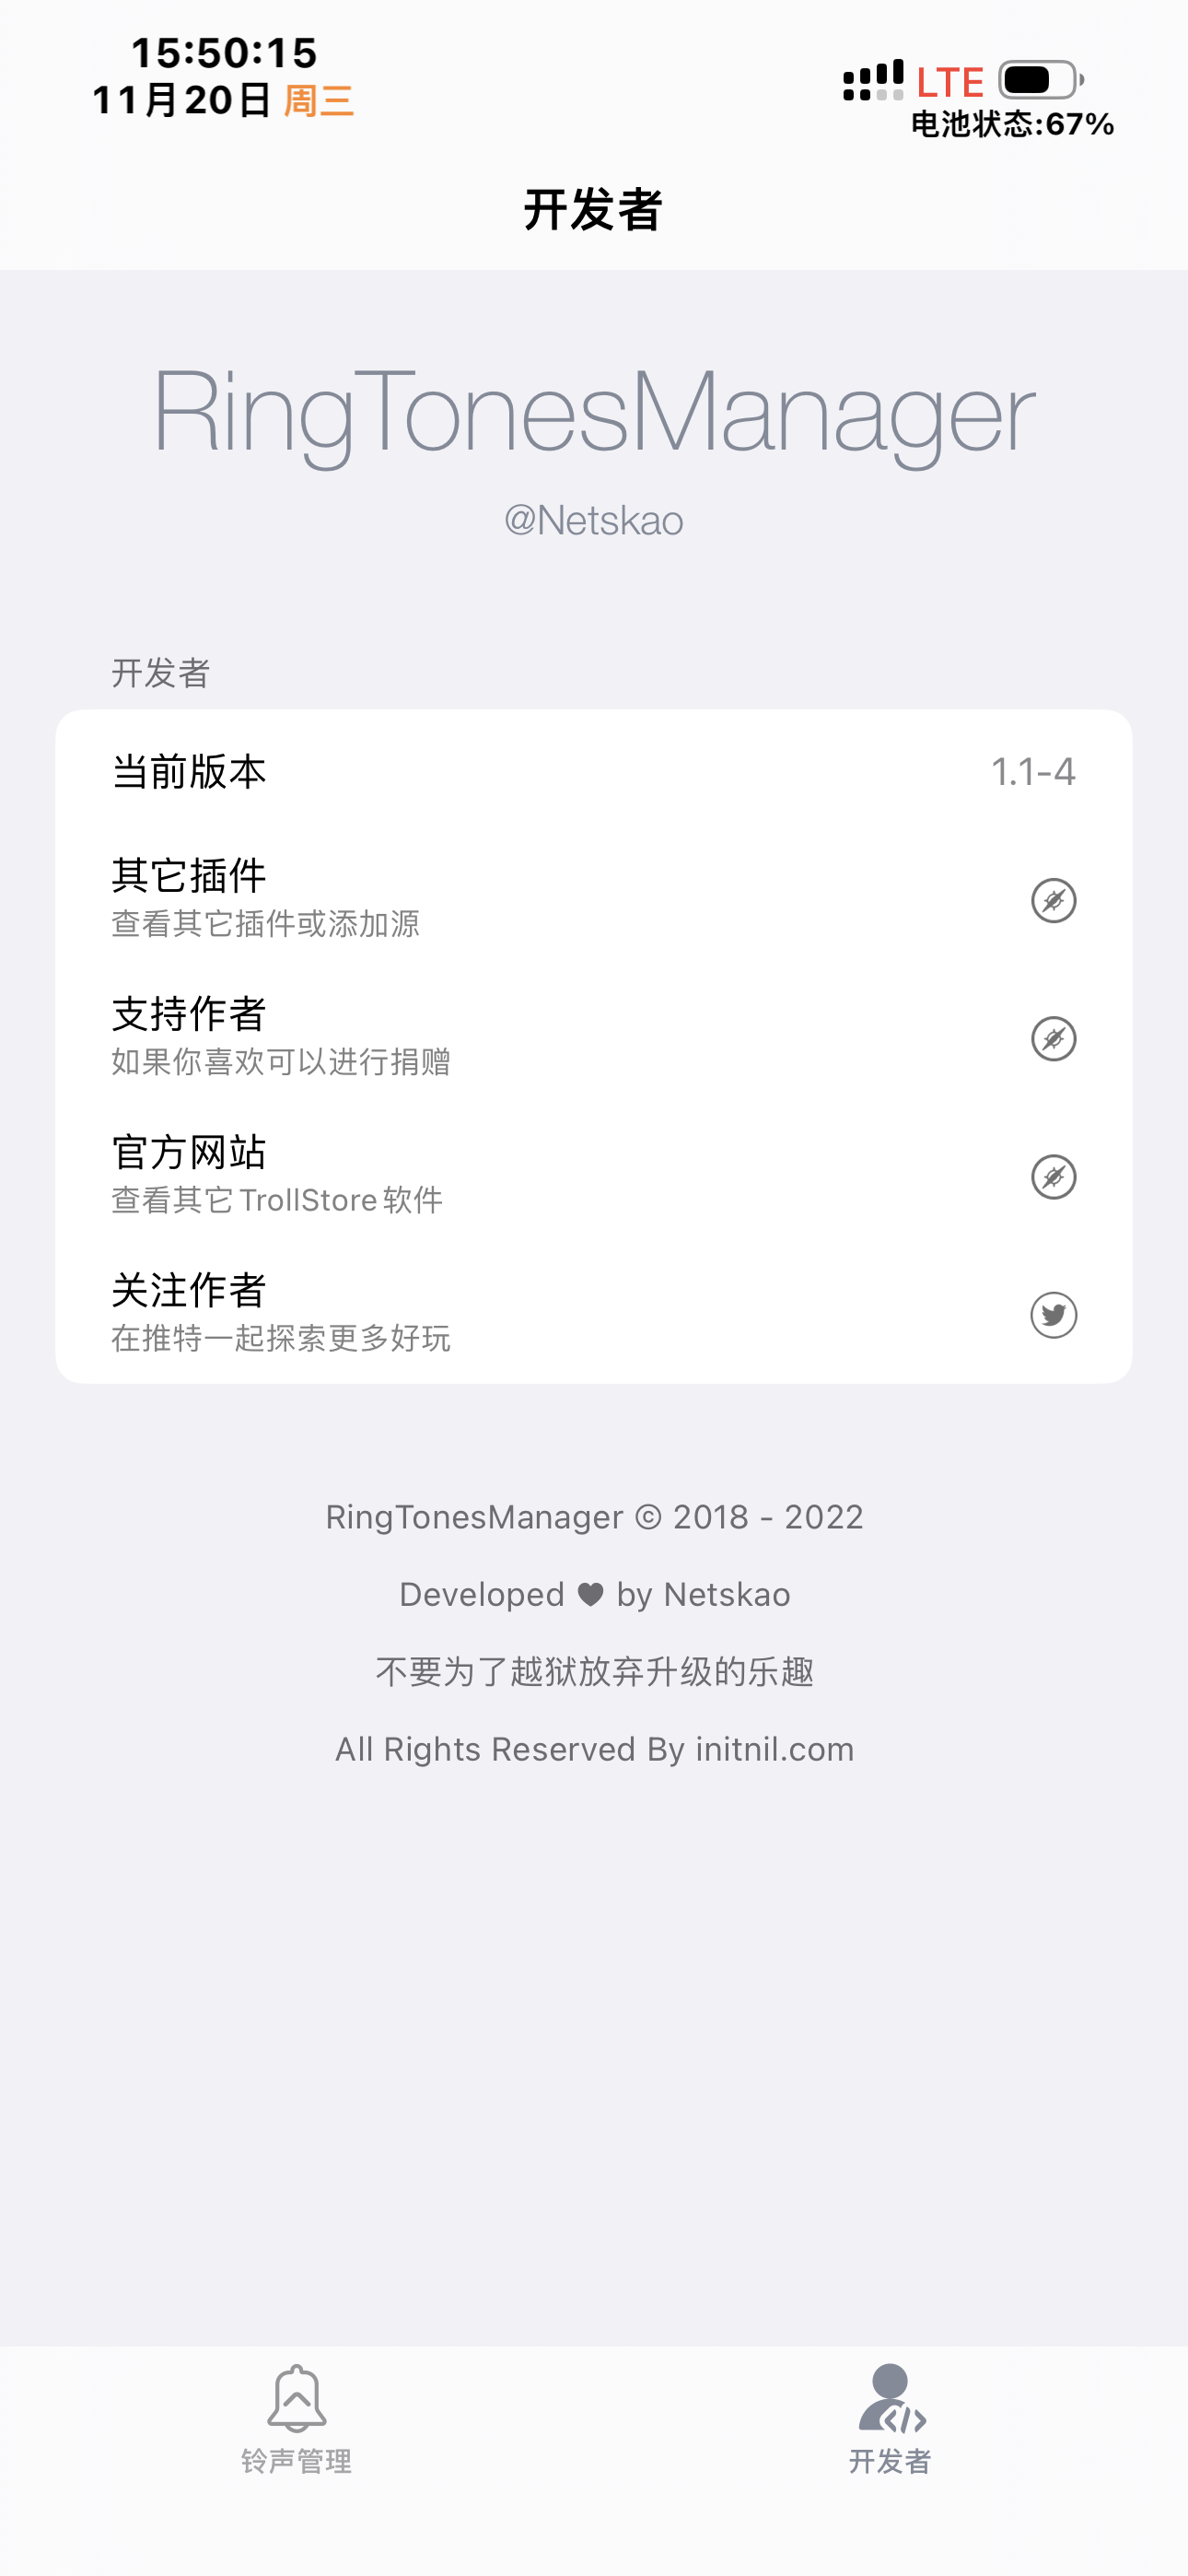 15:50:15
11月20日 周三
LTE
电池状态:67%
开发者
RingTonesManager
@Netskao
开发者
当前版本 1.1-4
其它插件
查看其它插件或添加源
支持作者
如果你喜欢可以进行捐赠
官方网站
查看其它 TrollStore 软件
关注作者
在推特一起探索更多好玩
RingTonesManager © 2018 - 2022
Developed ♥ by Netskao
不要为了越狱放弃升级的乐趣
All Rights Reserved By initnil.com
铃声管理 开发者